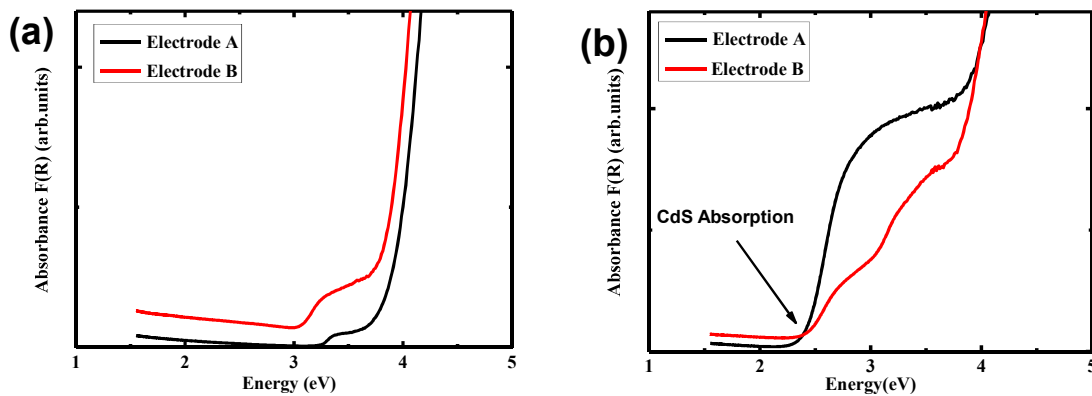 (a)
Electrode A
Electrode B
Absorbance F(R) (arb.units)
1 2 3 4 5
Energy (eV)
(b)
Electrode A
Electrode B
CdS Absorption
Absorbance F(R) (arb.units)
1 2 3 4 5
Energy(eV)